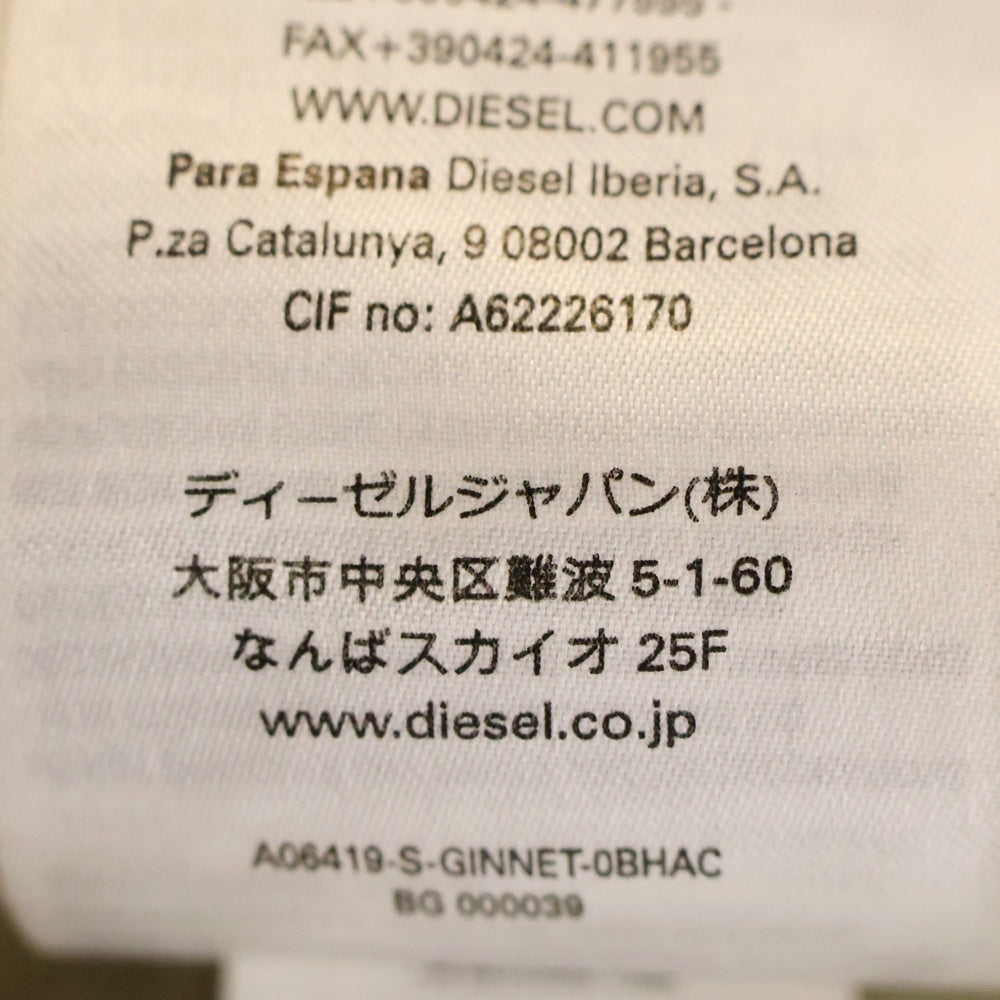 FAX+390424-411955
WWW.DIESEL.COM
Para Espana Diesel Iberia, S.A.
P.za Catalunya, 9 08002 Barcelona
CIF no: A62226170
ディーゼルジャパン(株)
大阪市中央区難波 5-1-60
なんばスカイオ 25F
www.diesel.co.jp
A06419-S-GINNET-0BHAC
BG 000039